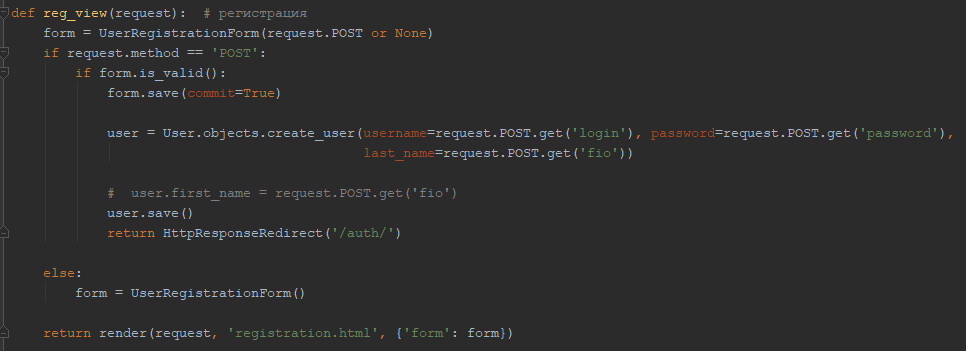 def reg_view(request):  # регистрация
    form = UserRegistrationForm(request.POST or None)
    if request.method == 'POST':
        if form.is_valid():
            form.save(commit=True)

            user = User.objects.create_user(username=request.POST.get('login'), password=request.POST.get('password'),
                                            last_name=request.POST.get('fio'))

            #  user.first_name = request.POST.get('fio')
            user.save()
            return HttpResponseRedirect('/auth/')

    else:
        form = UserRegistrationForm()

    return render(request, 'registration.html', {'form': form})